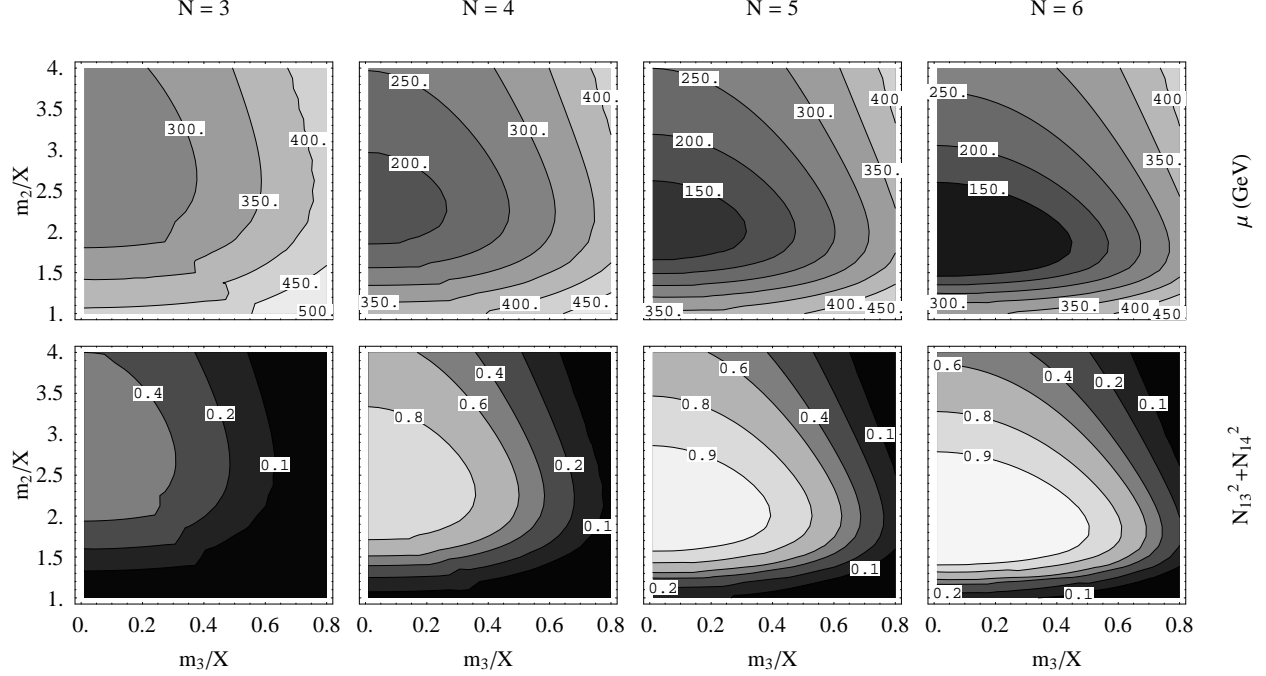 N = 3 N = 4 N = 5 N = 6
4. 3.5 3. 2.5 2. 1.5 1.
m₂/X
300. 350. 400. 450. 500.
250. 200. 300. 400. 350. 400.
250. 200. 150. 300. 400 350. 350. 400. 450.
250. 200. 150. 400 350. 300. 350. 400 450.
μ (GeV)
4. 3.5 3. 2.5 2. 1.5 1.
m₂/X
0.4 0.2 0.1
0.4 0.6 0.8 0.2 0.1
0.6 0.8 0.4 0.1 0.9 0.1 0.2
0.6 0.4 0.2 0.1 0.8 0.9 0.2 0.1
N₁₃²+N₁₄²
0. 0.2 0.4 0.6 0.8 0. 0.2 0.4 0.6 0.8 0. 0.2 0.4 0.6 0.8 0. 0.2 0.4 0.6 0.8
m₃/X m₃/X m₃/X m₃/X